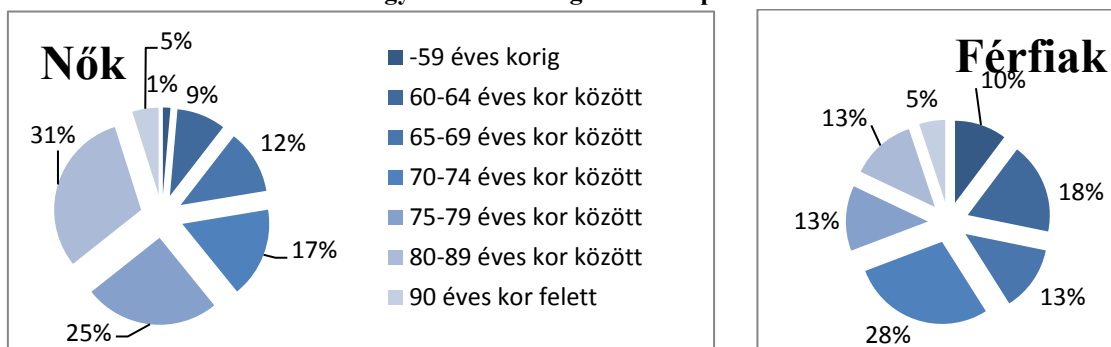 Nők
5%
1%
9%
12%
31%
17%
25%
-59 éves korig
60-64 éves kor között
65-69 éves kor között
70-74 éves kor között
75-79 éves kor között
80-89 éves kor között
90 éves kor felett
Férfiak
10%
5%
13%
18%
13%
13%
28%